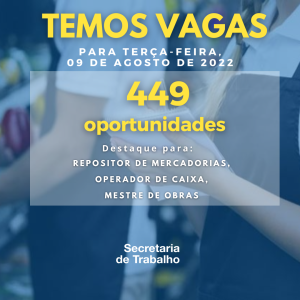 TEMOS VAGAS
PARA TERÇA-FEIRA,
09 DE AGOSTO DE 2022
449
oportunidades
Destaque para:
REPOSITOR DE MERCADORIAS,
OPERADOR DE CAIXA,
MESTRE DE OBRAS
Secretaria
de Trabalho